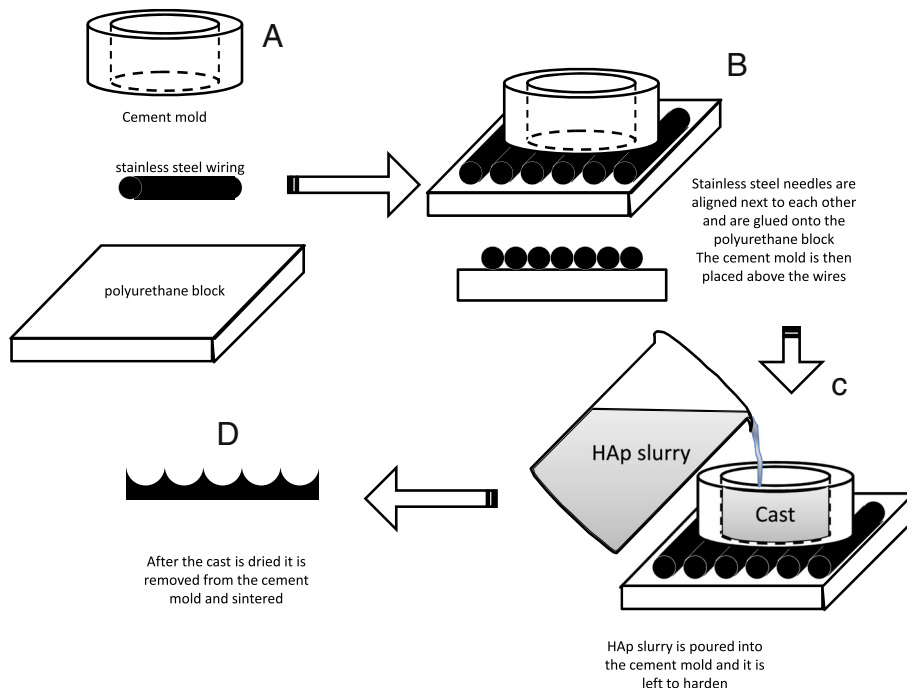 A
Cement mold
stainless steel wiring
polyurethane block
B
Stainless steel needles are
aligned next to each other
and are glued onto the
polyurethane block
The cement mold is then
placed above the wires
c
HAp slurry
Cast
HAp slurry is poured into
the cement mold and it is
left to harden
D
After the cast is dried it is
removed from the cement
mold and sintered